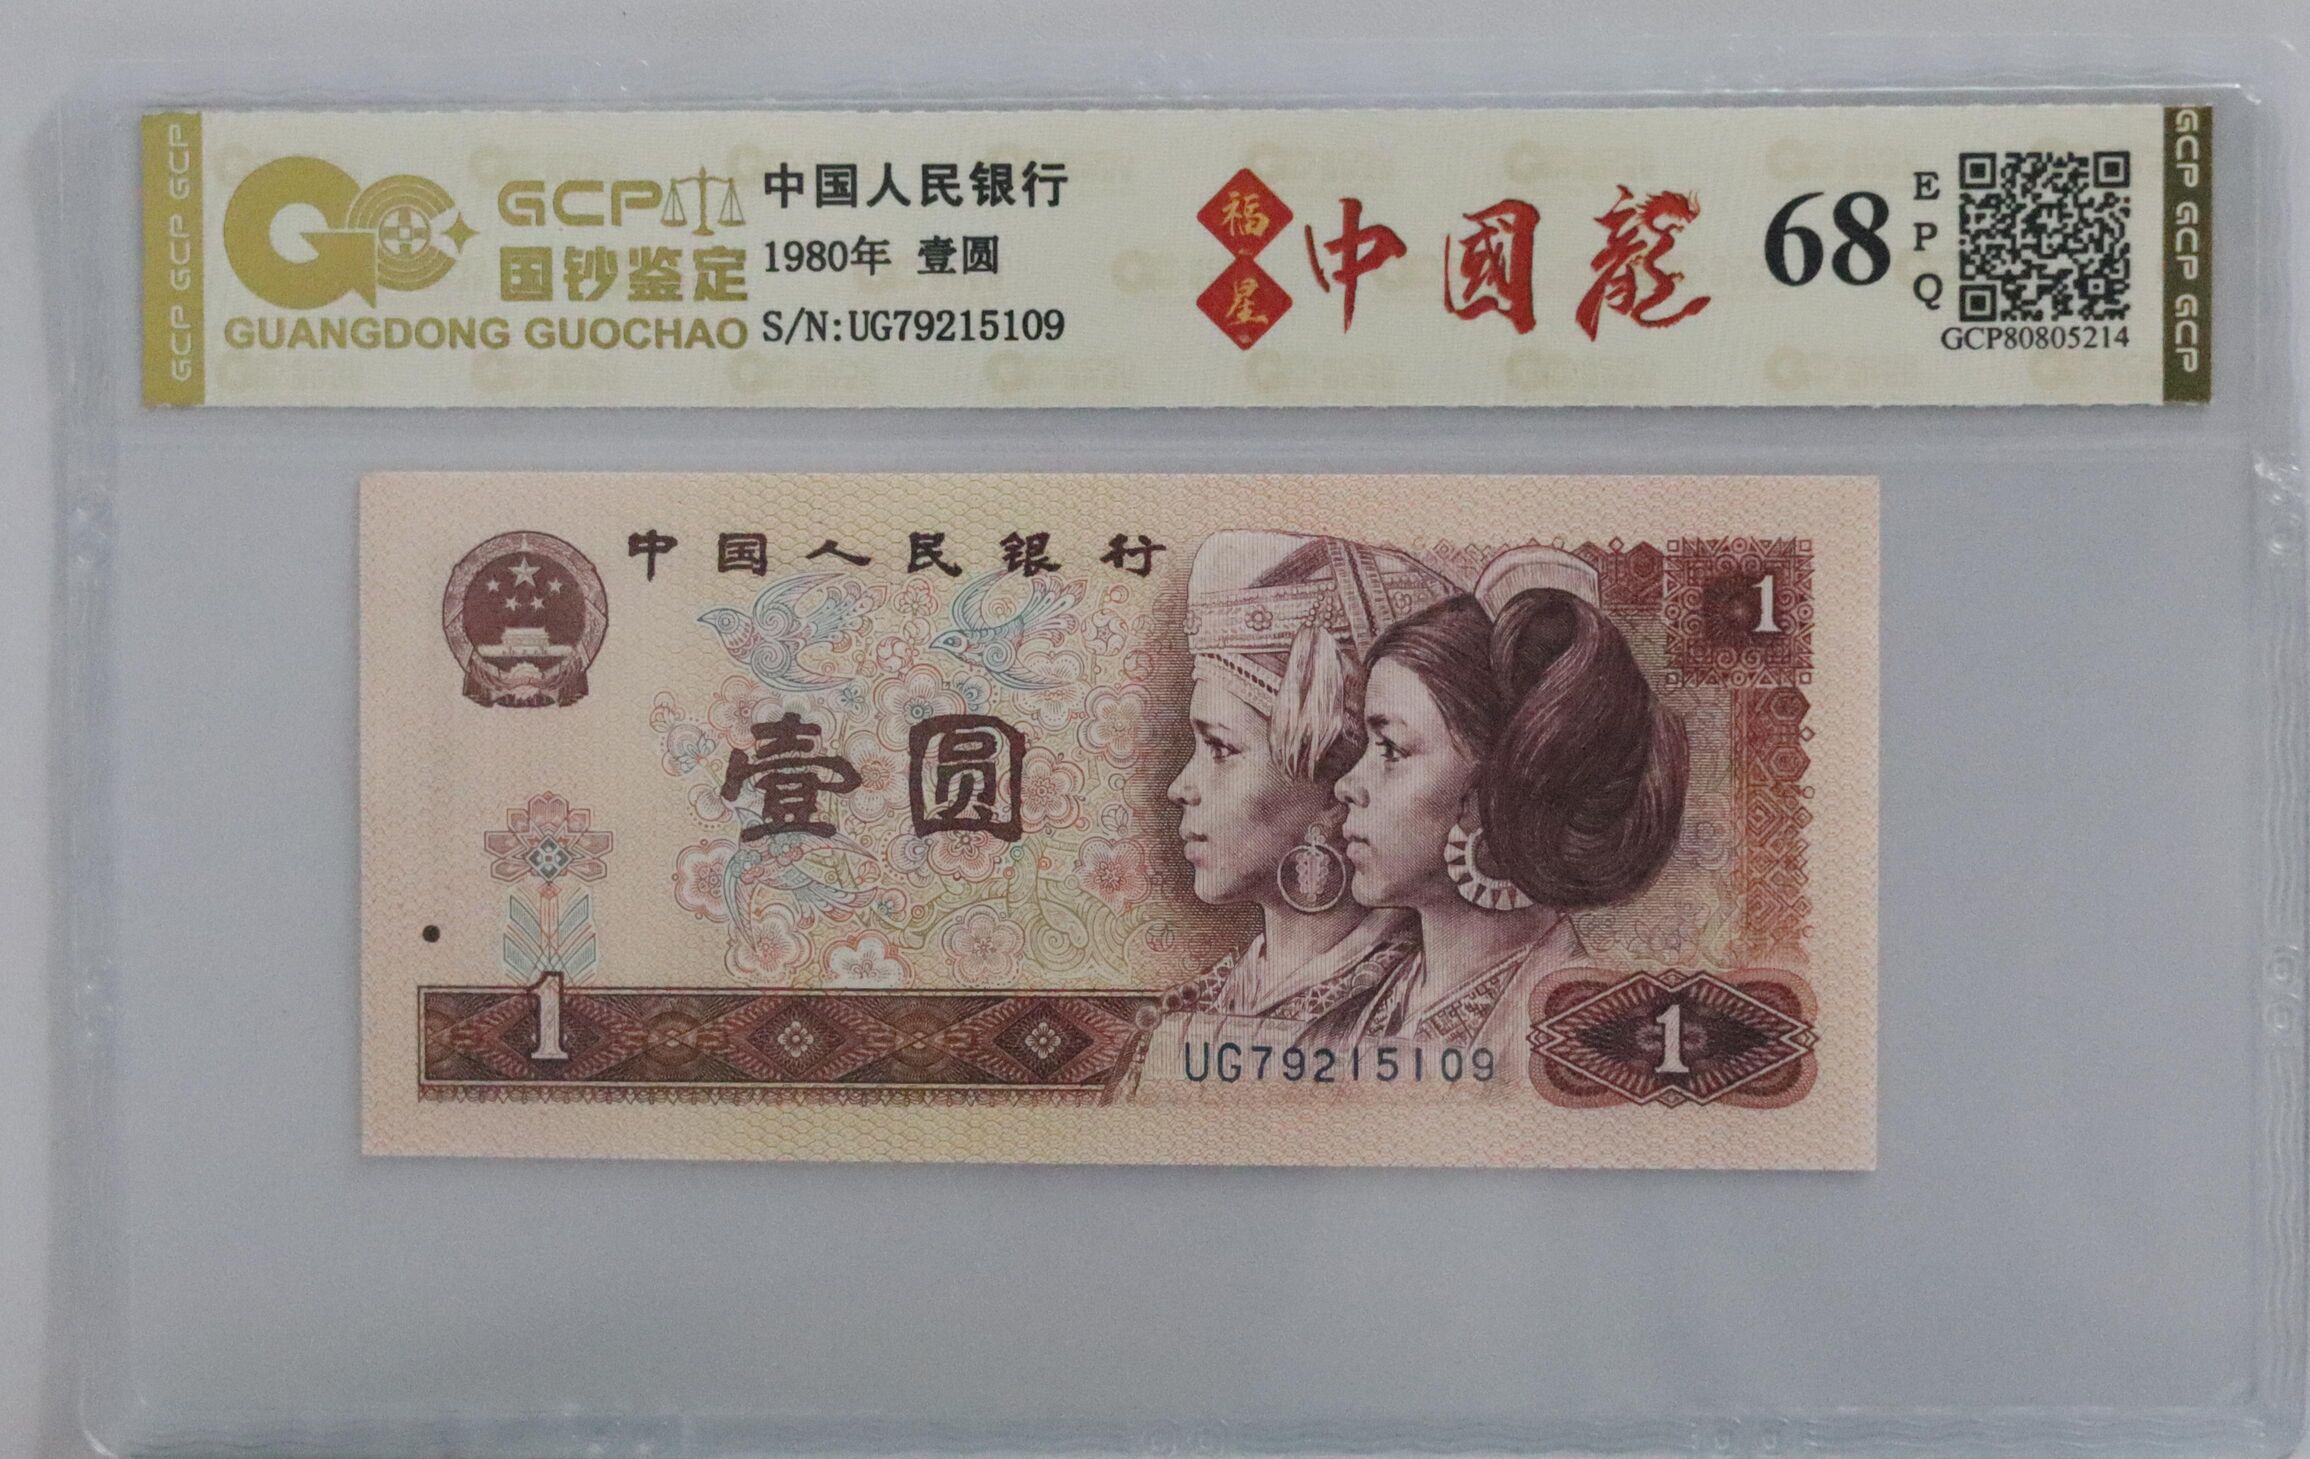 GCP GCP GCP
GCP
国钞鉴定
GUANGDONG GUOCHAO
中国人民银行
1980年 壹圆
S/N:UG79215109
福星
中國龍
68
EPQ
GCP80805214
GCP GCP GCP
中国人民银行
1
壹圆
1
UG79215109
1